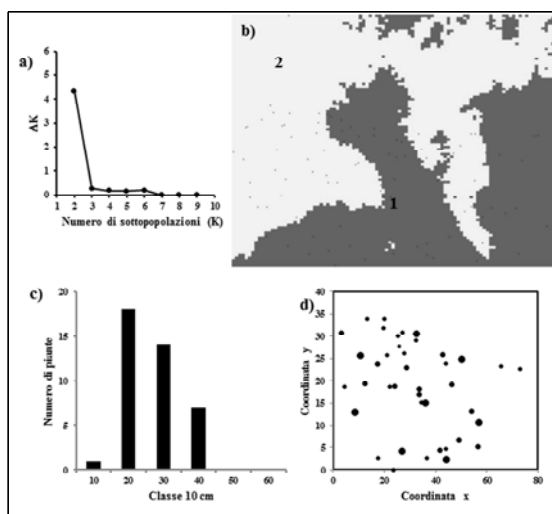 a)
ΔK
6
5
4
3
2
1
0
1 2 3 4 5 6 7 8 9 10
Numero di sottopopolazioni (K)
b)
2
1
c)
Numero di piante
20
15
10
5
0
10 20 30 40 50 60
Classe 10 cm
d)
Coordinata y
40
35
30
25
20
15
10
5
0
0 20 40 60 80
Coordinata x